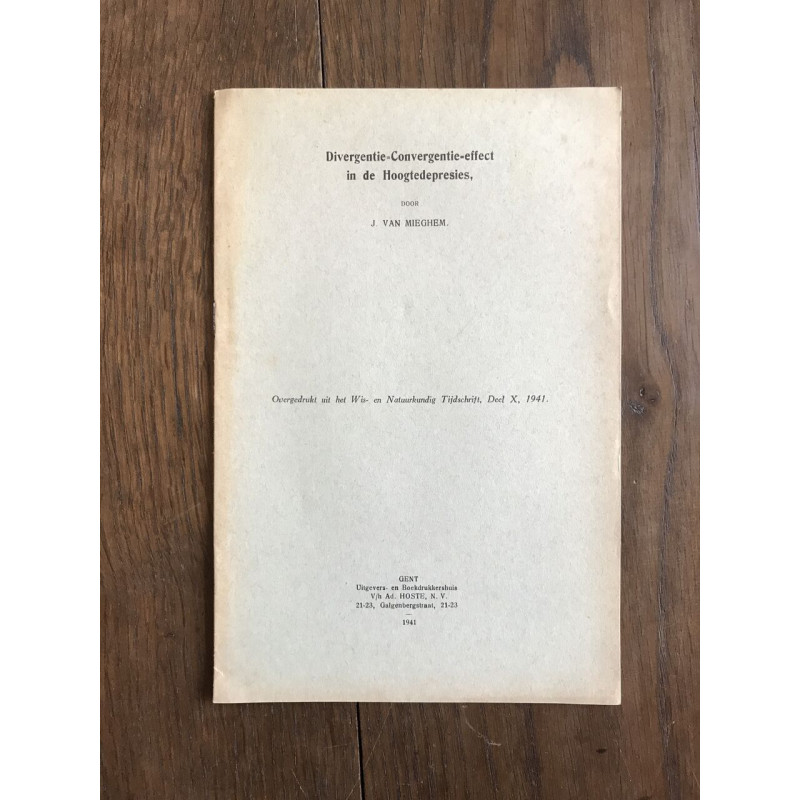 Divergentie-Convergentie-effect
in de Hoogtedepresies,
DOOR
J. VAN MIEGHEM.
Overgedrukt uit het Wis- en Natuurkundig Tijdschrift, Deel X, 1941.
GENT
Uitgevers- en Boekdrukkershuis
V/h Ad. HOSTE, N. V.
21-23, Galgenbergstraat, 21-23
—
1941